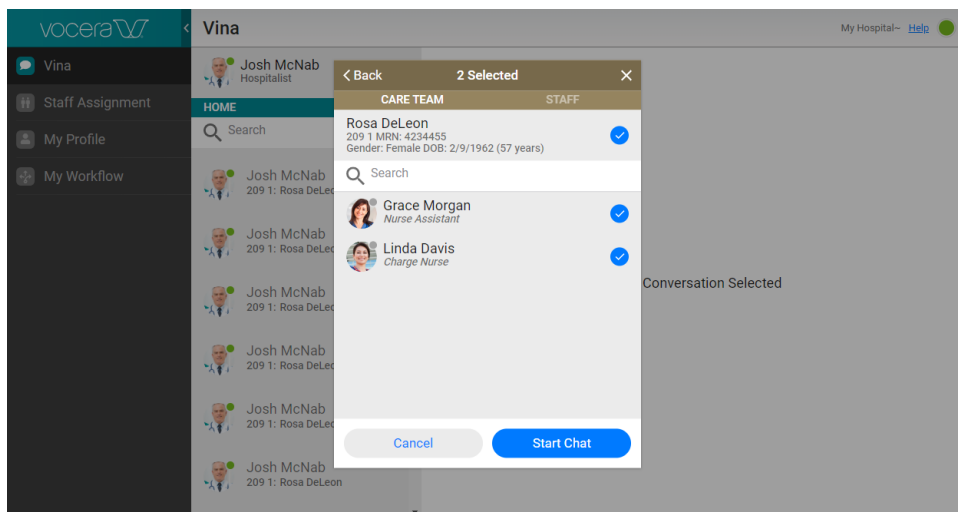 vocera
Vina
My Hospital~ Help
Vina
Staff Assignment
My Profile
My Workflow
Josh McNab
Hospitalist
HOME
Search
Josh McNab
209 1: Rosa DeLeo
Josh McNab
209 1: Rosa DeLeo
Josh McNab
209 1: Rosa DeLeo
Josh McNab
209 1: Rosa DeLeo
Josh McNab
209 1: Rosa DeLeo
Josh McNab
209 1: Rosa DeLeon
Back 2 Selected
CARE TEAM STAFF
Rosa DeLeon
209 1 MRN: 4234455
Gender: Female DOB: 2/9/1962 (57 years)
Search
Grace Morgan
Nurse Assistant
Linda Davis
Charge Nurse
Cancel Start Chat
Conversation Selected